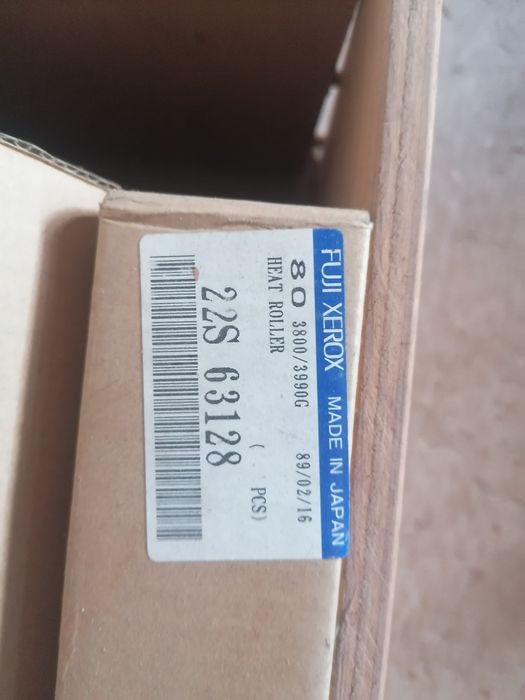 FUJI XEROX MADE IN JAPAN
80 3800/3990G 89/02/16
HEAT ROLLER ( PCS)
22S 63128